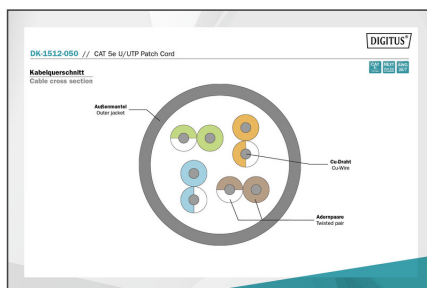 DIGITUS®
DK-1512-050 // CAT 5e U/UTP Patch Cord
Kabelquerschnitt
Cable cross section
Außenmantel
Outer jacket
Cu-Draht
Cu-Wire
Adernpaare
Twisted pair